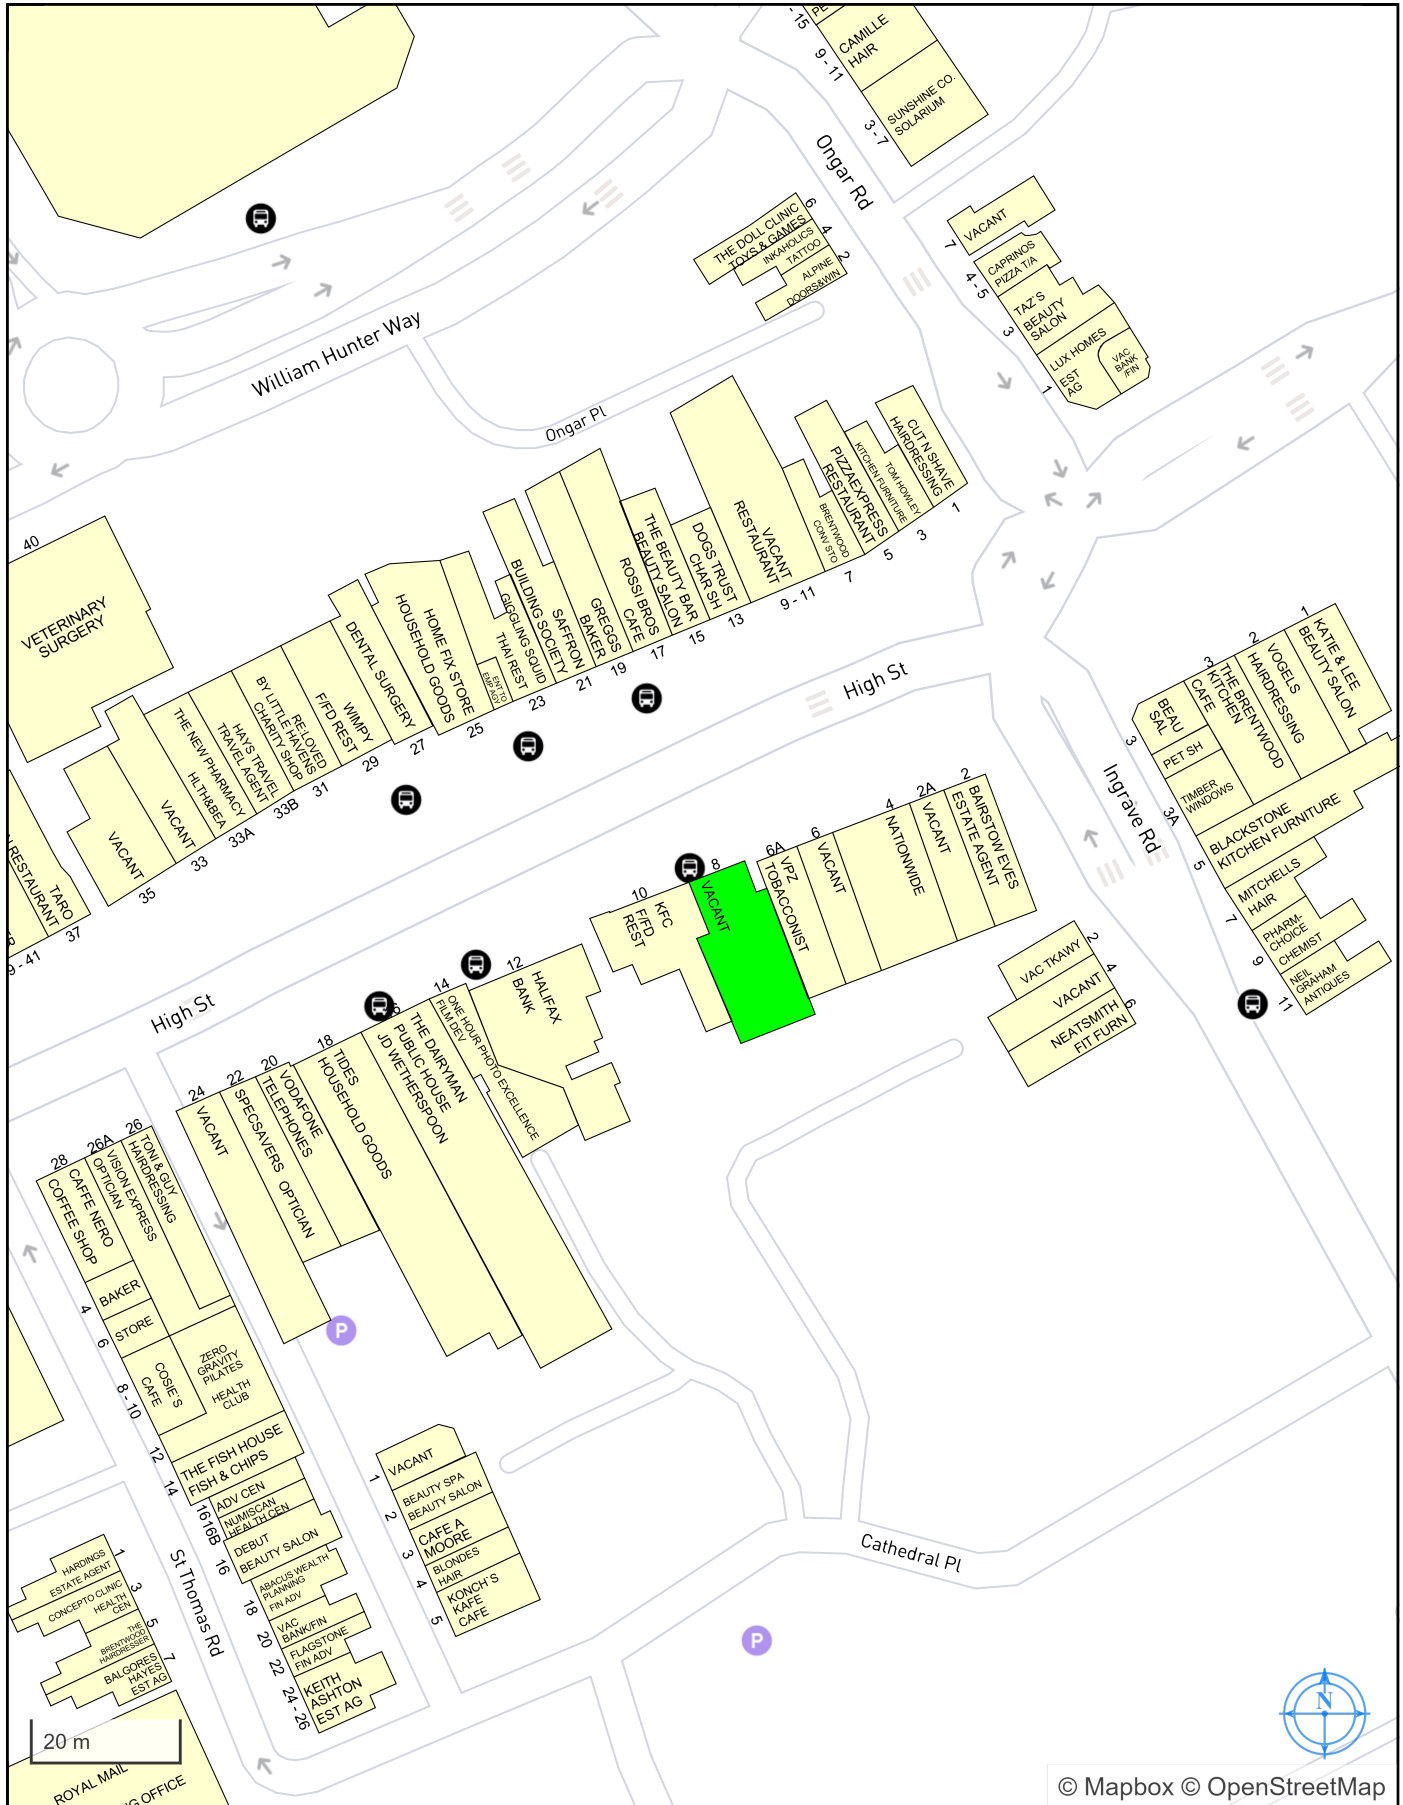 - 15
PE
CAMILLE
HAIR
9 - 11
SUNSHINE CO.
SOLARIUM
3 - 7
Ongar Rd
THE DOLL CLINIC
TOYS & GAMES
6
INKAHOLICS
TATTOO
4
ALPINE
DOORS&WIN
2
VACANT
7
CAPRINOS
PIZZA T/A
4 - 5
TAZ'S
BEAUTY
SALON
3
LUX HOMES
EST
AG
1
VAC
BANK
/FIN
William Hunter Way
Ongar Pl
40
VETERINARY
SURGERY
CUT N SHAVE
HAIRDRESSING
1
TOM HOWLEY
KITCHEN FURNITURE
3
PIZZAEXPRESS
RESTAURANT
5
BRENTWOOD
CONV STO
7
VACANT
RESTAURANT
9 - 11
DOGS TRUST
CHAR SH
13
THE BEAUTY BAR
BEAUTY SALON
15
ROSSI BROS
CAFE
17
GREGGS
BAKER
19
SAFFRON
BUILDING SOCIETY
21
GIGGLING SQUID
THAI REST
23
ENT TO
EMP AGY
HOME FIX STORE
HOUSEHOLD GOODS
25
DENTAL SURGERY
27
WIMPY
F/FD REST
29
RE:LOVED
BY LITTLE HAVENS
CHARITY SHOP
31
HAYS TRAVEL
TRAVEL AGENT
33B
THE NEW PHARMACY
HLTH&BEA
33A
VACANT
33
VACANT
35
TARO
RESTAURANT
37
9 - 41
High St
High St
KATIE & LEE
BEAUTY SALON
1
VOGELS
HAIRDRESSING
2
THE BRENTWOOD
KITCHEN
CAFE
3
BEAU
SAL
3
PET SH
TIMBER
WINDOWS
3A
BLACKSTONE
KITCHEN FURNITURE
5
MITCHELLS
HAIR
7
PHARM-
CHOICE
CHEMIST
9
NEIL
GRAHAM
ANTIQUES
11
Ingrave Rd
2
BAIRSTOW EVES
ESTATE AGENT
2A
VACANT
4
NATIONWIDE
6
VACANT
6A
VPZ
TOBACCONIST
8
VACANT
10
KFC
F/FD
REST
12
HALIFAX
BANK
14
ONE HOUR PHOTO EXCELLENCE
FILM DEV
6
THE DAIRYMAN
PUBLIC HOUSE
JD WETHERSPOON
18
TIDES
HOUSEHOLD GOODS
20
VODAFONE
TELEPHONES
22
SPECSAVERS OPTICIAN
24
VACANT
VAC TKAWY
2
VACANT
4
NEATSMITH
FIT FURN
6
26
TONI & GUY
HAIRDRESSING
26A
VISION EXPRESS
OPTICIAN
28
CAFFE NERO
COFFEE SHOP
BAKER
4
STORE
6
COSIE'S
CAFE
8 - 10
ZERO
GRAVITY
PILATES
HEALTH
CLUB
12
THE FISH HOUSE
FISH & CHIPS
14
ADV CEN
16
NUMISCAN
HEALTH CEN
16B
DEBUT
BEAUTY SALON
16
ABACUS WEALTH
PLANNING
FIN ADV
18
VAC
BANK/FIN
20
FLAGSTONE
FIN ADV
22
KEITH
ASHTON
EST AG
24 - 26
P
VACANT
1
BEAUTY SPA
BEAUTY SALON
2
CAFE A
MOORE
3
BLONDES
HAIR
4
KONCH'S
KAFE
CAFE
5
St Thomas Rd
Cathedral Pl
P
HARDINGS
ESTATE AGENT
1
CONCEPTO CLINIC
HEALTH
CEN
3
THE
BRENTWOOD
HAIRDRESSER
5
BALGORES
HAYES
EST AG
7
ROYAL MAIL
G OFFICE
20 m
N
© Mapbox © OpenStreetMap